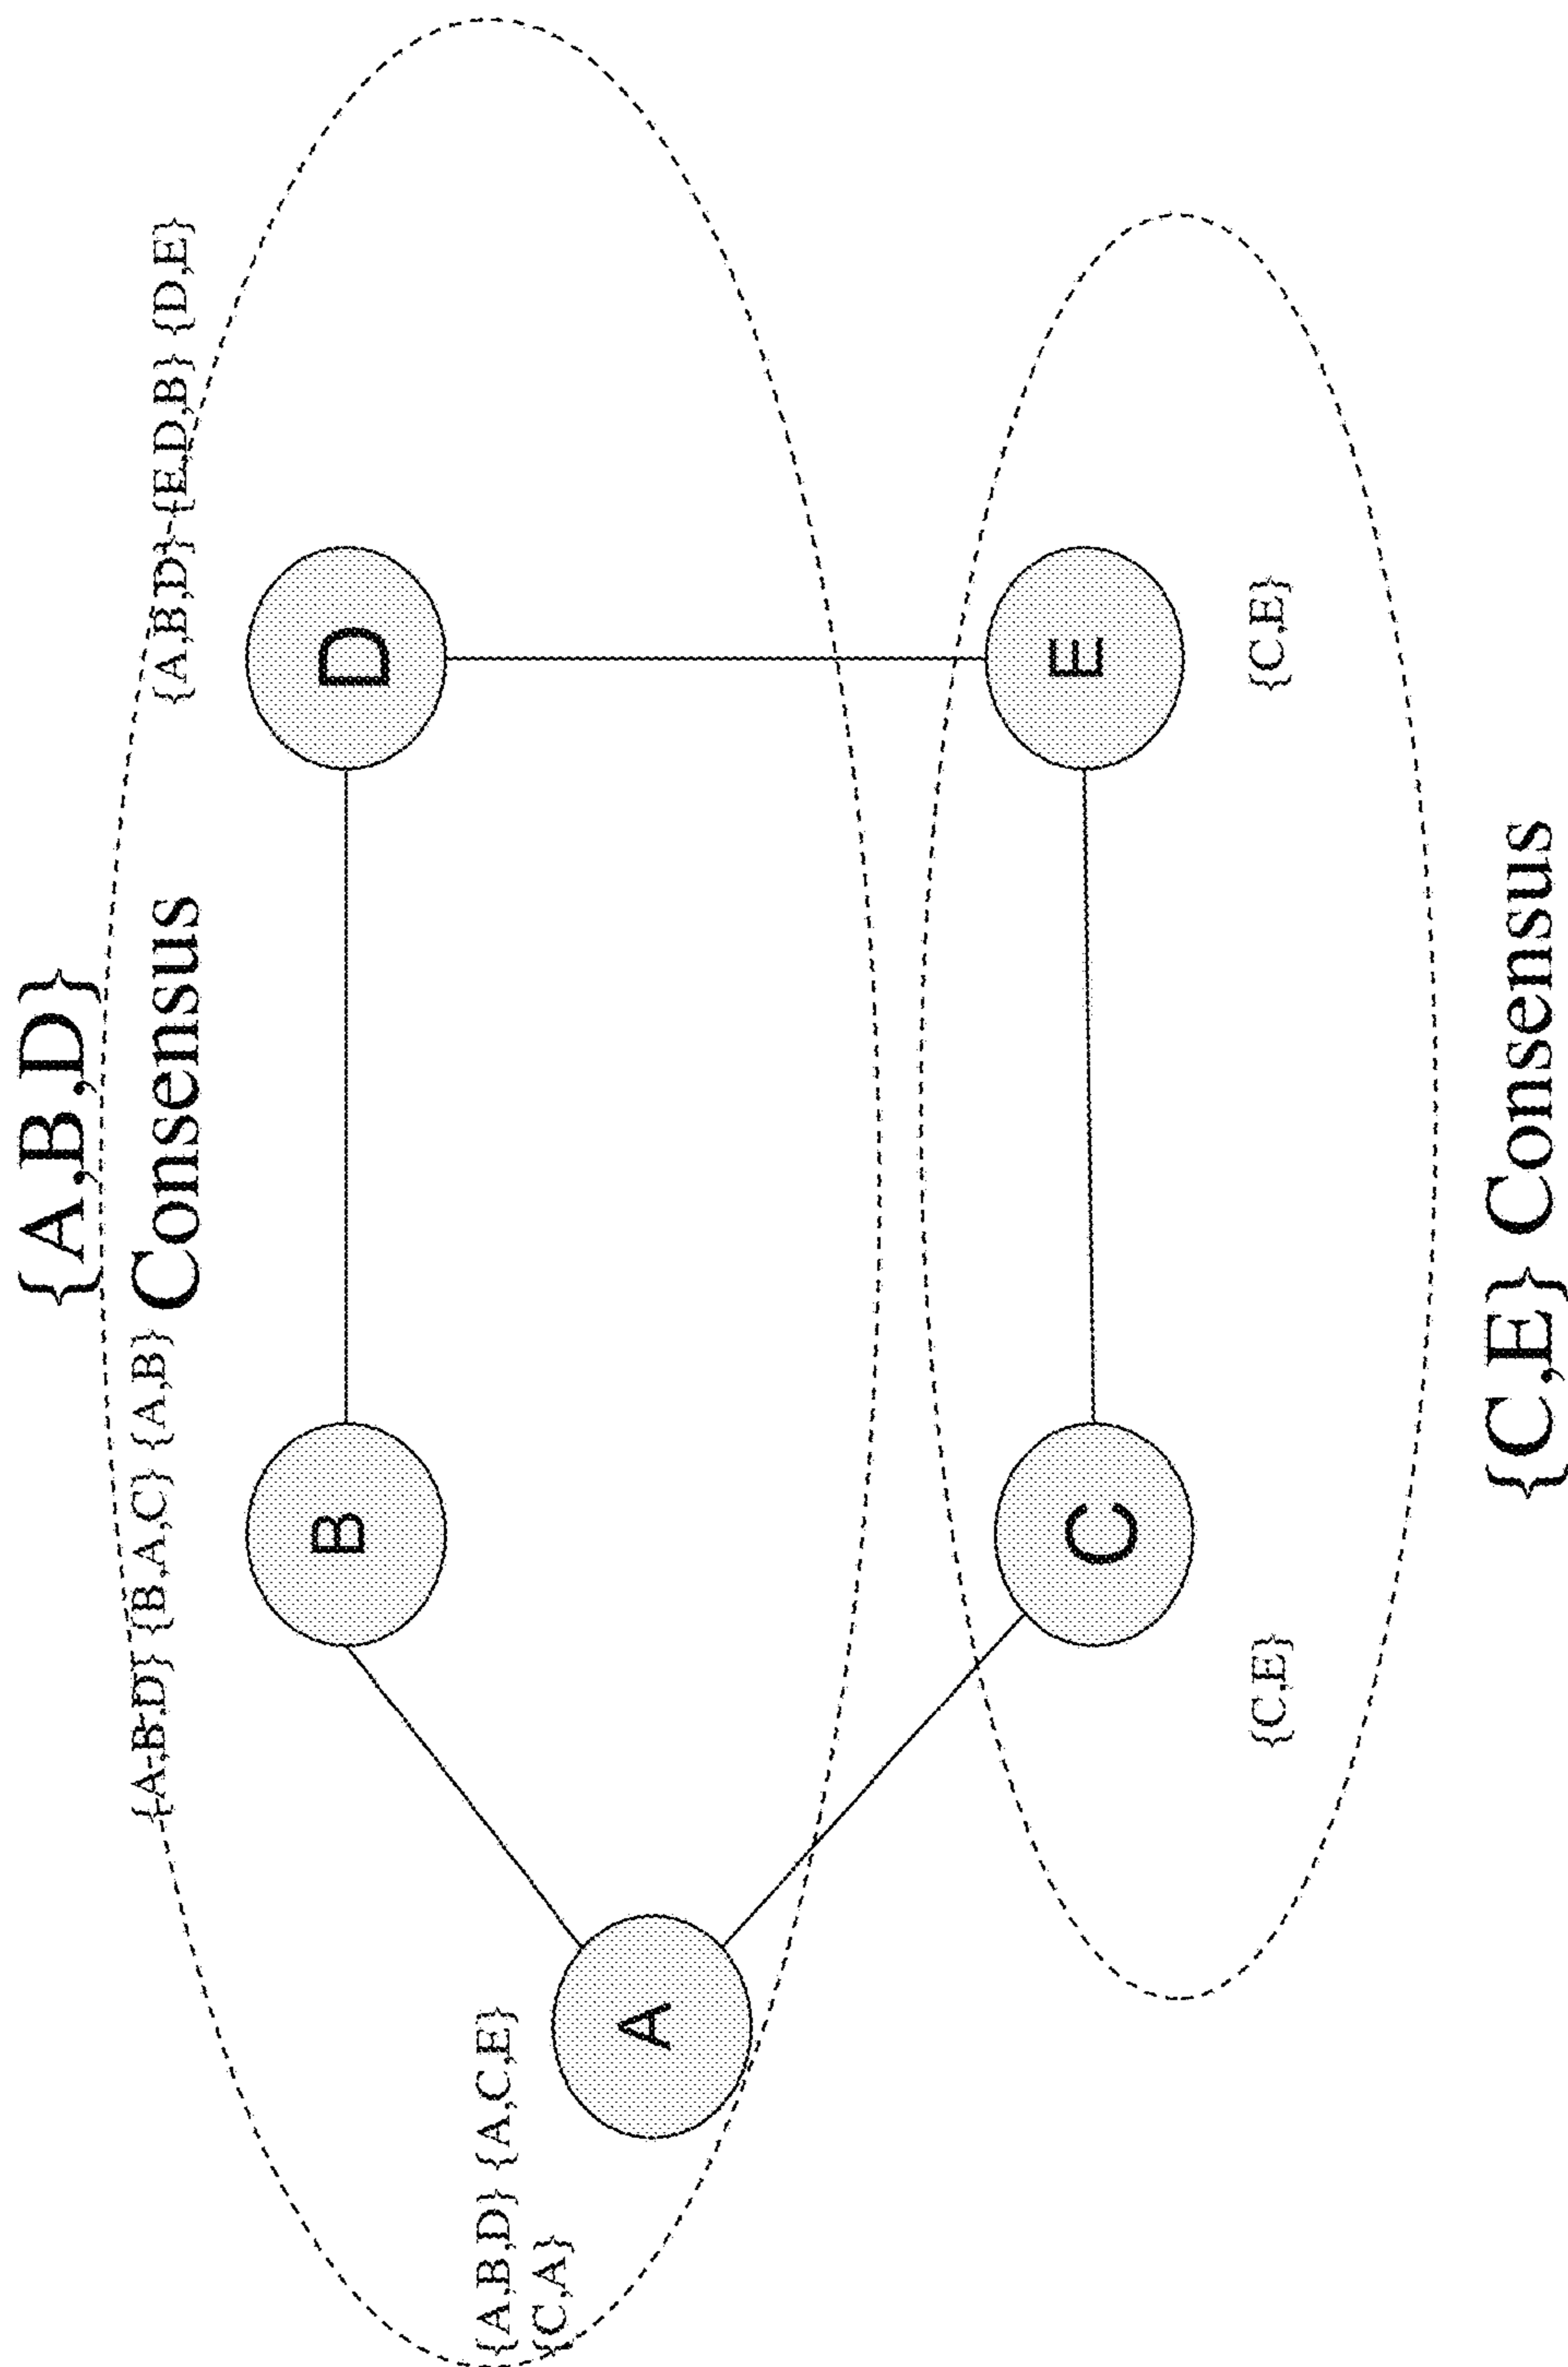 {A,B,D}
Consensus
{A,B,D} {B,A,C} {A,B}
{A,B,D} {E,D,B} {D,E}
B
D
{A,B,D} {A,C,E}
{C,A}
A
C
E
{C,E}
{C,E}
{C,E} Consensus